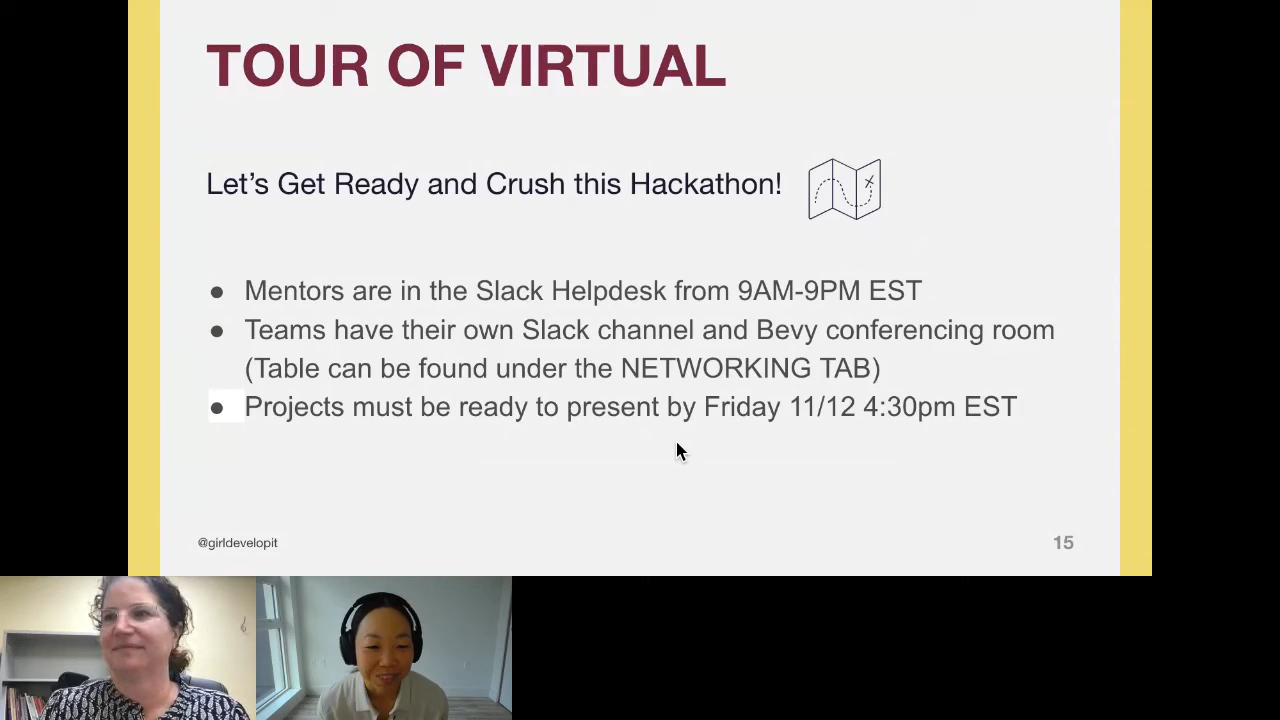 TOUR OF VIRTUAL
Let's Get Ready and Crush this Hackathon!
● Mentors are in the Slack Helpdesk from 9AM-9PM EST
● Teams have their own Slack channel and Bevy conferencing room
(Table can be found under the NETWORKING TAB)
● Projects must be ready to present by Friday 11/12 4:30pm EST
@girldevelopit
15